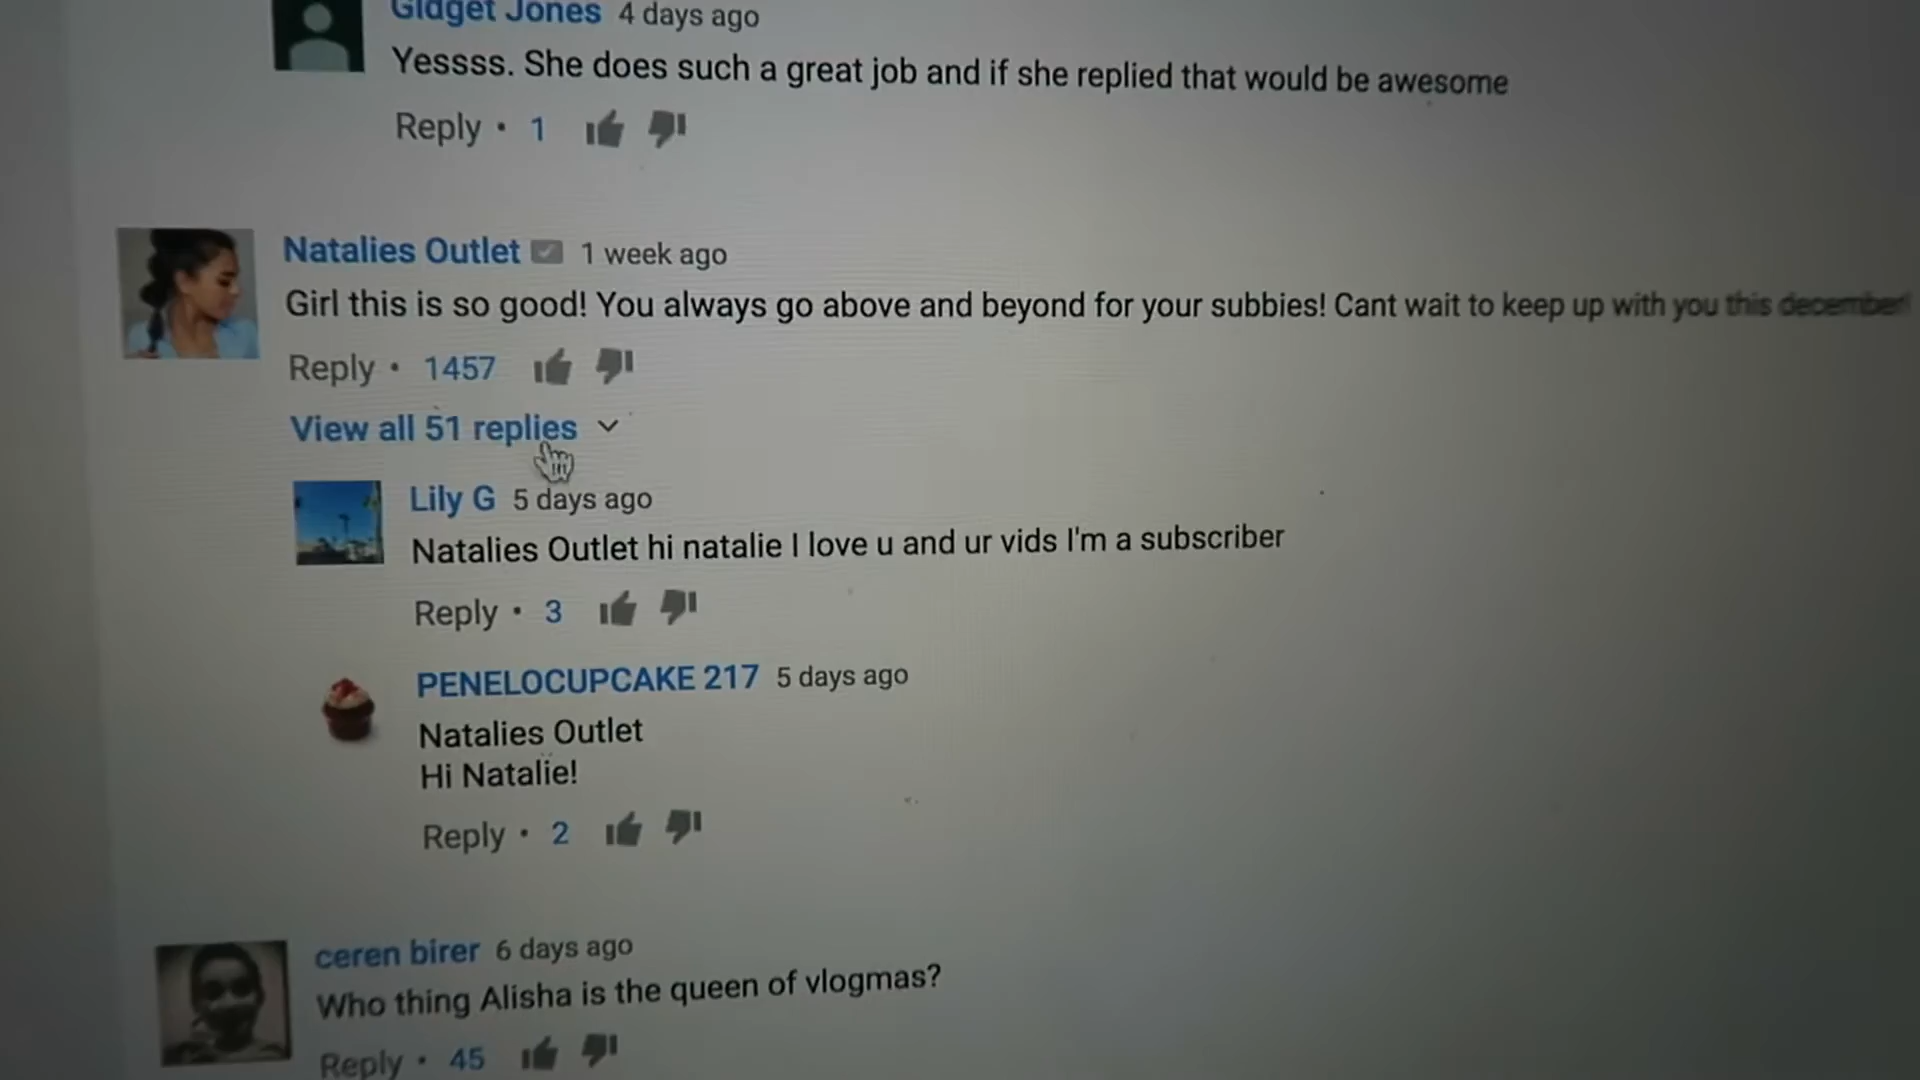 Gidget Jones 4 days ago
Yessss. She does such a great job and if she replied that would be awesome
Reply • 1
Natalies Outlet 1 week ago
Girl this is so good! You always go above and beyond for your subbies! Cant wait to keep up with you this december!
Reply • 1457
View all 51 replies
Lily G 5 days ago
Natalies Outlet hi natalie I love u and ur vids I'm a subscriber
Reply • 3
PENELOCUPCAKE 217 5 days ago
Natalies Outlet
Hi Natalie!
Reply • 2
ceren birer 6 days ago
Who thing Alisha is the queen of vlogmas?
Reply • 45